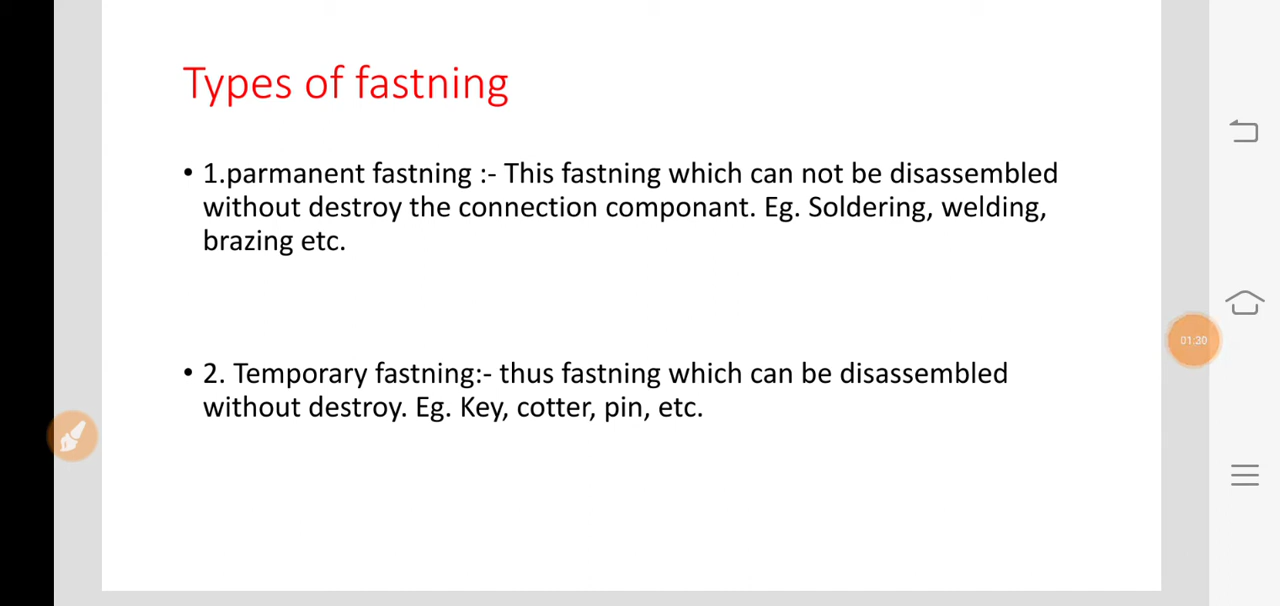 Types of fastning
• 1.parmanent fastning :- This fastning which can not be disassembled
without destroy the connection componant. Eg. Soldering, welding,
brazing etc.
• 2. Temporary fastning:- thus fastning which can be disassembled
without destroy. Eg. Key, cotter, pin, etc.
01:30